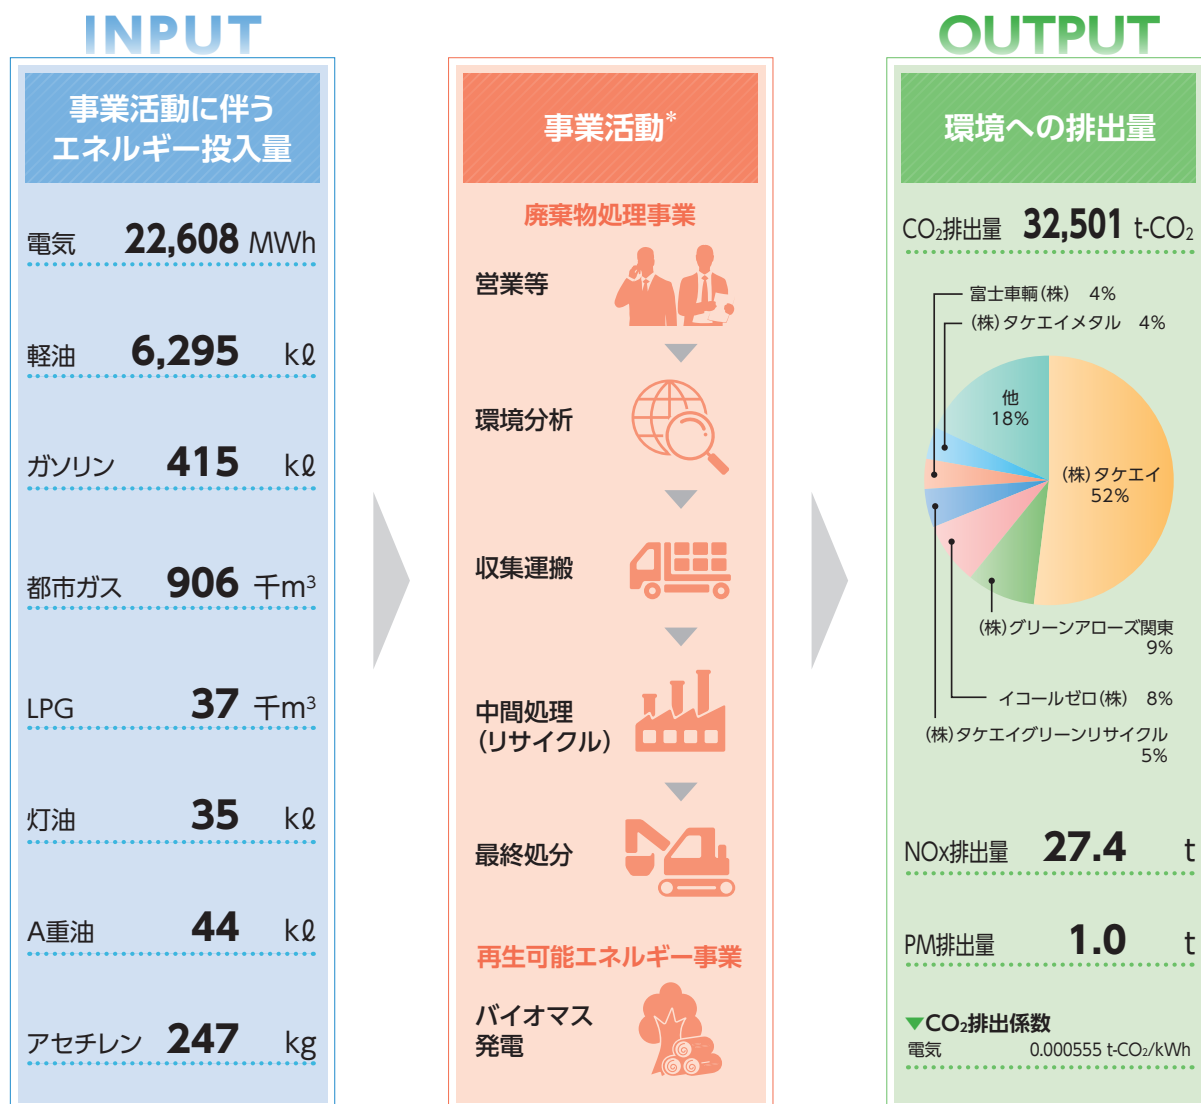 INPUT
事業活動に伴う
エネルギー投入量
電気 22,608 MWh
軽油 6,295 kℓ
ガソリン 415 kℓ
都市ガス 906 千m³
LPG 37 千m³
灯油 35 kℓ
A重油 44 kℓ
アセチレン 247 kg
事業活動*
廃棄物処理事業
営業等
環境分析
収集運搬
中間処理
(リサイクル)
最終処分
再生可能エネルギー事業
バイオマス
発電
OUTPUT
環境への排出量
CO₂排出量 32,501 t-CO₂
富士車輌(株) 4%
(株)タケエイメタル 4%
他
18%
(株)タケエイ
52%
(株)グリーンアローズ関東
9%
イコールゼロ(株) 8%
(株)タケエイグリーンリサイクル
5%
NOx排出量 27.4 t
PM排出量 1.0 t
▼CO₂排出係数
電気 0.000555 t-CO₂/kWh